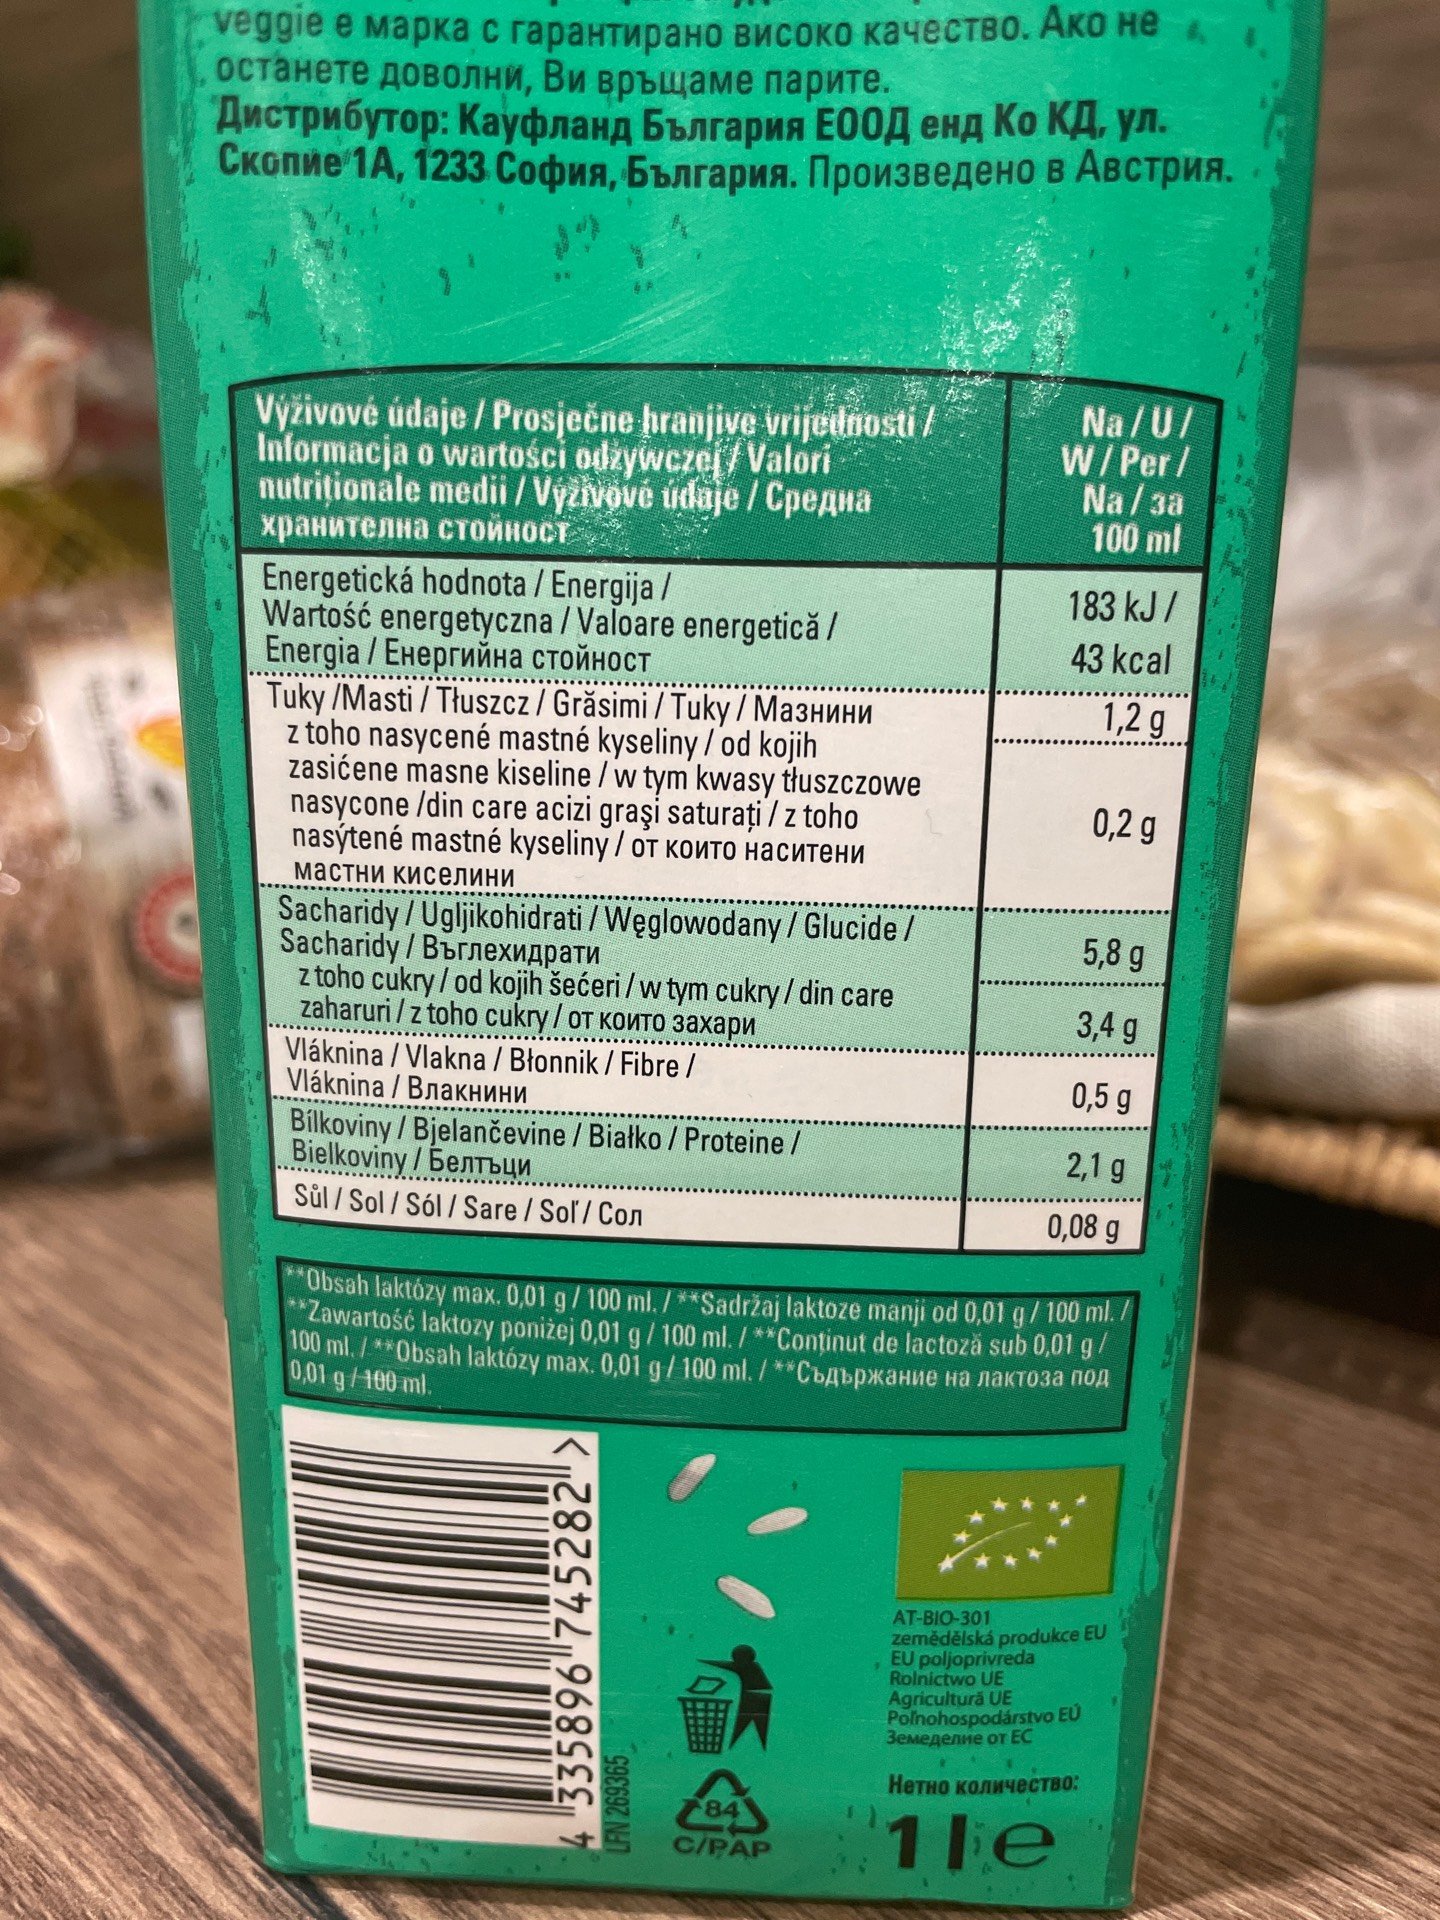 veggie е марка с гарантирано високо качество. Ако не
останете доволни, Ви връщаме парите.
Дистрибутор: Кауфланд България ЕООД енд Ко КД, ул.
Скопие 1А, 1233 София, България. Произведено в Австрия.
Výživové údaje / Prosječne hranjive vrijednosti /
Informacja o wartości odżywczej / Valori
nutriționale medii / Výživové údaje / Средна
хранителна стойност
Na / U /
W / Per /
Na / за
100 ml
Energetická hodnota / Energija /
Wartość energetyczna / Valoare energetică /
Energia / Енергийна стойност
183 kJ /
43 kcal
Tuky /Masti / Tłuszcz / Grăsimi / Tuky / Мазнини
1,2 g
z toho nasycené mastné kyseliny / od kojih
zasićene masne kiseline / w tym kwasy tłuszczowe
nasycone /din care acizi grași saturați / z toho
nasýtené mastné kyseliny / от които наситени
мастни киселини
0,2 g
Sacharidy / Ugljikohidrati / Węglowodany / Glucide /
Sacharidy / Въглехидрати
5,8 g
z toho cukry / od kojih šećeri / w tym cukry / din care
zaharuri / z toho cukry / от които захари
3,4 g
Vláknina / Vlakna / Błonnik / Fibre /
Vláknina / Влакнини
0,5 g
Bílkoviny / Bjelančevine / Białko / Proteine /
Bielkoviny / Белтъци
2,1 g
Sůl / Sol / Sól / Sare / Soľ / Сол
0,08 g
**Obsah laktózy max. 0,01 g / 100 ml. / **Sadržaj laktoze manji od 0,01 g / 100 ml. /
**Zawartość laktozy poniżej 0,01 g / 100 ml. / **Conținut de lactoză sub 0,01 g /
100 ml. / **Obsah laktózy max. 0,01 g / 100 ml. / **Съдържание на лактоза под
0,01 g / 100 ml.
4 335896 745282 >
LFN 269365
84
C/PAP
AT-BIO-301
zemědělská produkce EU
EU poljoprivreda
Rolnictwo UE
Agricultură UE
Poľnohospodárstvo EÚ
Земеделие от ЕС
Нетно количество:
1 l e